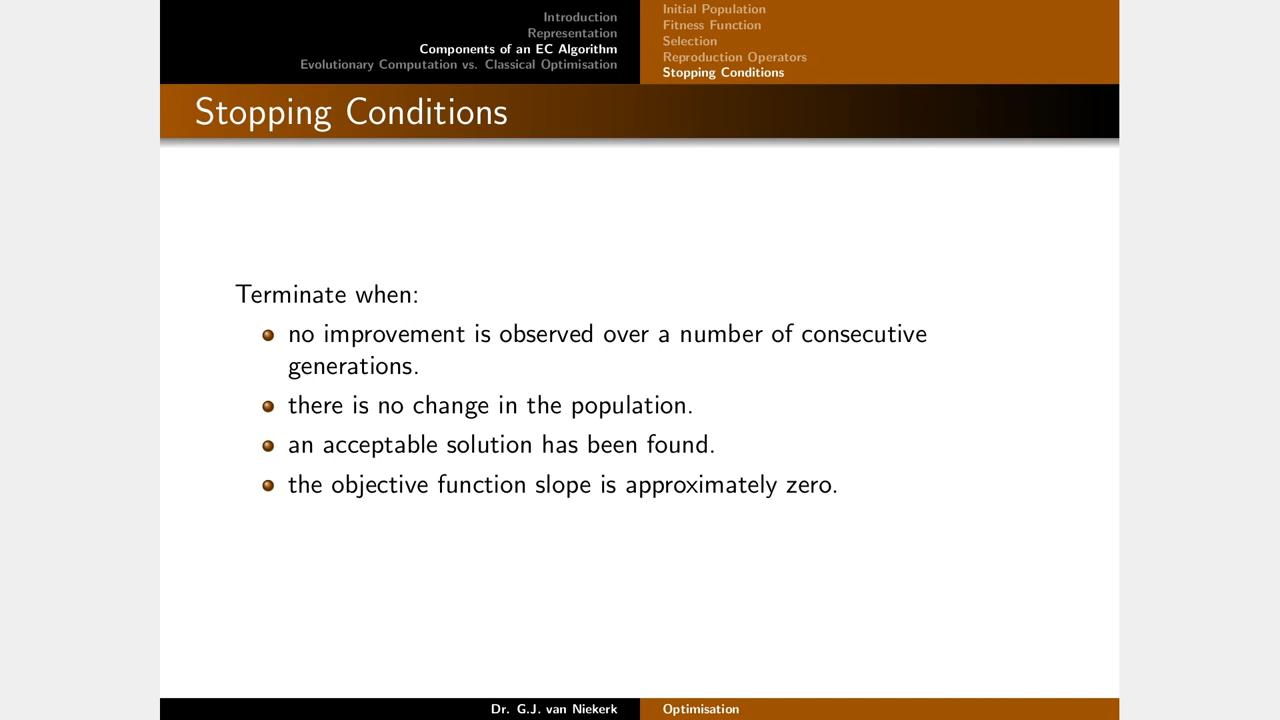 Introduction
Representation
Components of an EC Algorithm
Evolutionary Computation vs. Classical Optimisation
Initial Population
Fitness Function
Selection
Reproduction Operators
Stopping Conditions
Stopping Conditions
Terminate when:
no improvement is observed over a number of consecutive
generations.
there is no change in the population.
an acceptable solution has been found.
the objective function slope is approximately zero.
Dr. G.J. van Niekerk
Optimisation